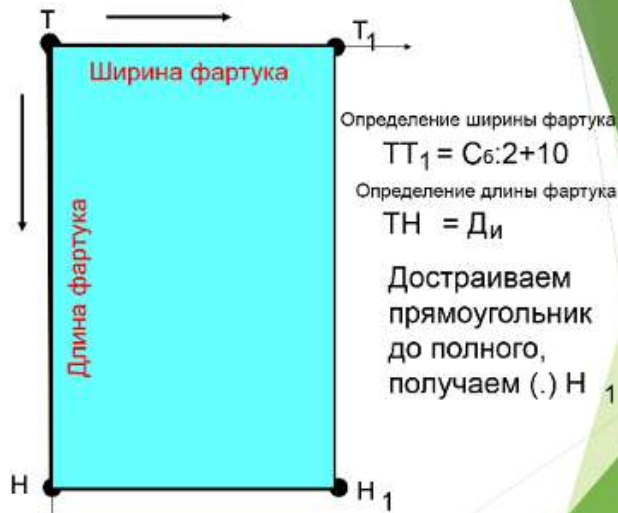 Т
Т1
Ширина фартука
Определение ширины фартука
ТТ1 = Сб:2+10
Определение длины фартука
ТН = Ди
Длина фартука
Достраиваем
прямоугольник
до полного,
получаем (.) Н 1
Н
Н1